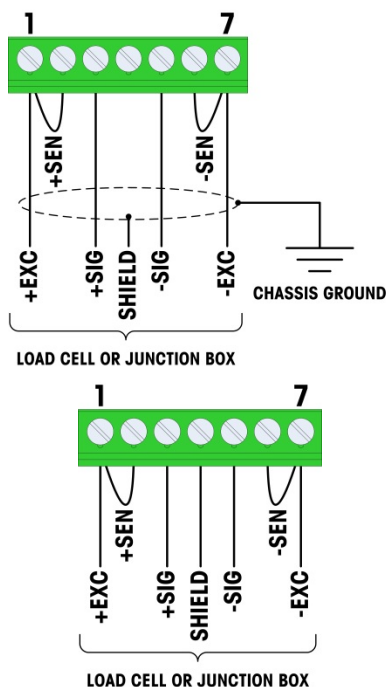 1 7
+SEN -SEN
+EXC +SIG SHIELD -SIG -EXC
CHASSIS GROUND
LOAD CELL OR JUNCTION BOX
1 7
+SEN -SEN
+EXC +SIG SHIELD -SIG -EXC
LOAD CELL OR JUNCTION BOX